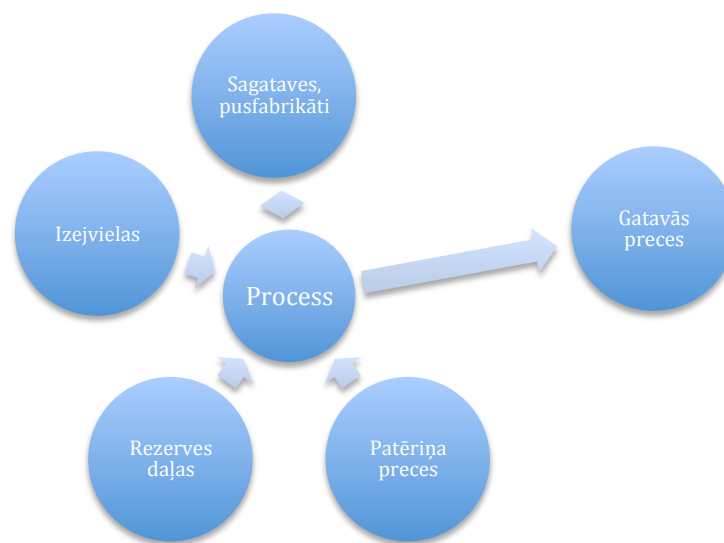 Sagataves,
pusfabrikāti
Izejvielas
Gatavās
preces
Process
Rezerves
daļas
Patēriņa
preces